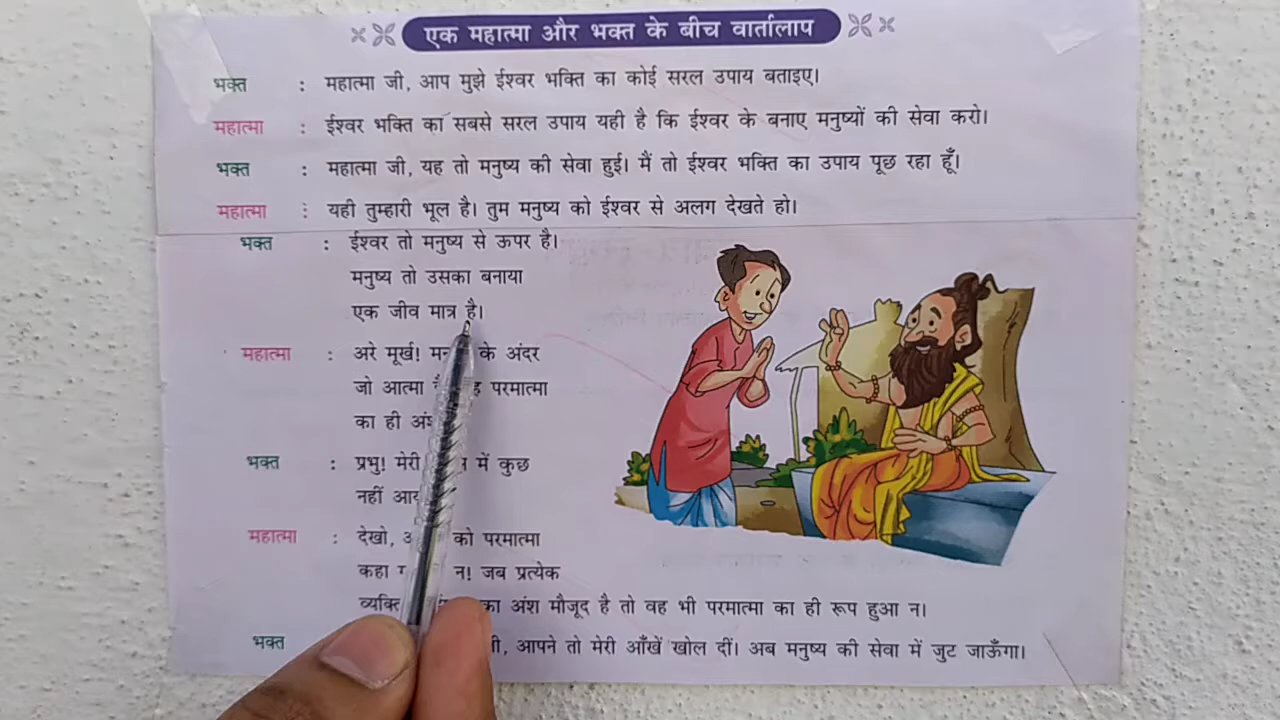 एक महात्मा और भक्त के बीच वार्तालाप
भक्त : महात्मा जी, आप मुझे ईश्वर भक्ति का कोई सरल उपाय बताइए।
महात्मा : ईश्वर भक्ति का सबसे सरल उपाय यही है कि ईश्वर के बनाए मनुष्यों की सेवा करो।
भक्त : महात्मा जी, यह तो मनुष्य की सेवा हुई। मैं तो ईश्वर भक्ति का उपाय पूछ रहा हूँ।
महात्मा : यही तुम्हारी भूल है। तुम मनुष्य को ईश्वर से अलग देखते हो।
भक्त : ईश्वर तो मनुष्य से ऊपर है।
मनुष्य तो उसका बनाया
एक जीव मात्र है।
महात्मा : अरे मूर्ख! के अंदर
जो आत्मा परमात्मा
का ही
भक्त : प्रभु! मेरी में कुछ
नहीं
महात्मा : देखो, को परमात्मा
कहा न! जब प्रत्येक
का अंश मौजूद है तो वह भी परमात्मा का ही रूप हुआ न।
भक्त आपने तो मेरी आँखें खोल दीं। अब मनुष्य की सेवा में जुट जाऊँगा।